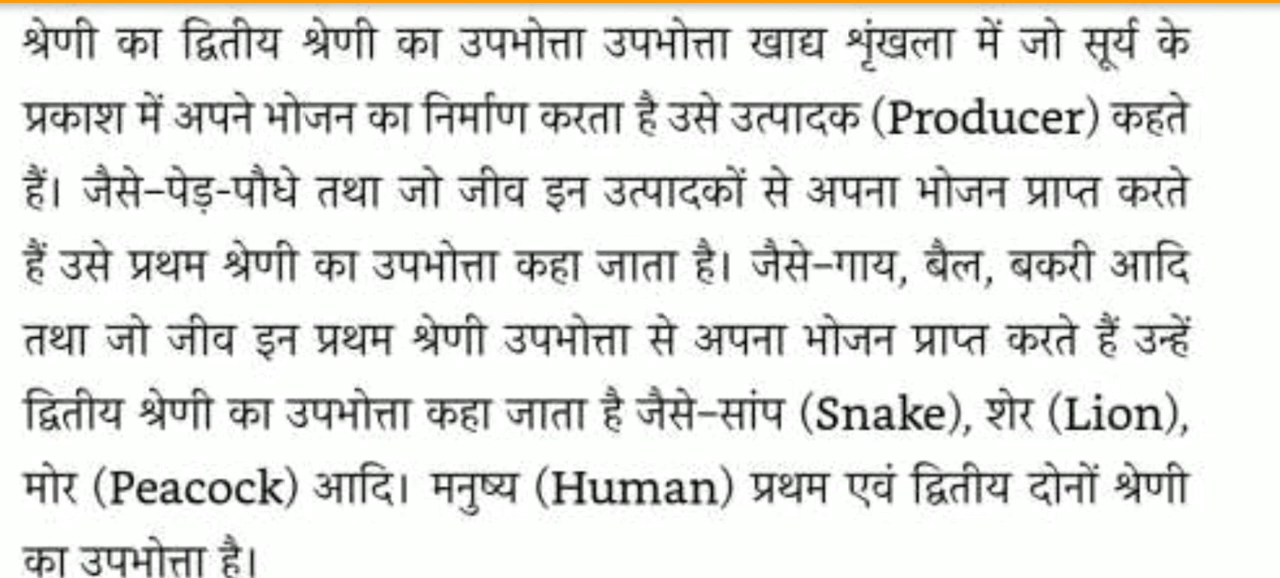 श्रेणी का द्वितीय श्रेणी का उपभोत्ता उपभोत्ता खाद्य शृंखला में जो सूर्य के
प्रकाश में अपने भोजन का निर्माण करता है उसे उत्पादक (Producer) कहते
हैं। जैसे–पेड़-पौधे तथा जो जीव इन उत्पादकों से अपना भोजन प्राप्त करते
हैं उसे प्रथम श्रेणी का उपभोत्ता कहा जाता है। जैसे–गाय, बैल, बकरी आदि
तथा जो जीव इन प्रथम श्रेणी उपभोत्ता से अपना भोजन प्राप्त करते हैं उन्हें
द्वितीय श्रेणी का उपभोत्ता कहा जाता है जैसे–सांप (Snake), शेर (Lion),
मोर (Peacock) आदि। मनुष्य (Human) प्रथम एवं द्वितीय दोनों श्रेणी
का उपभोत्ता है।